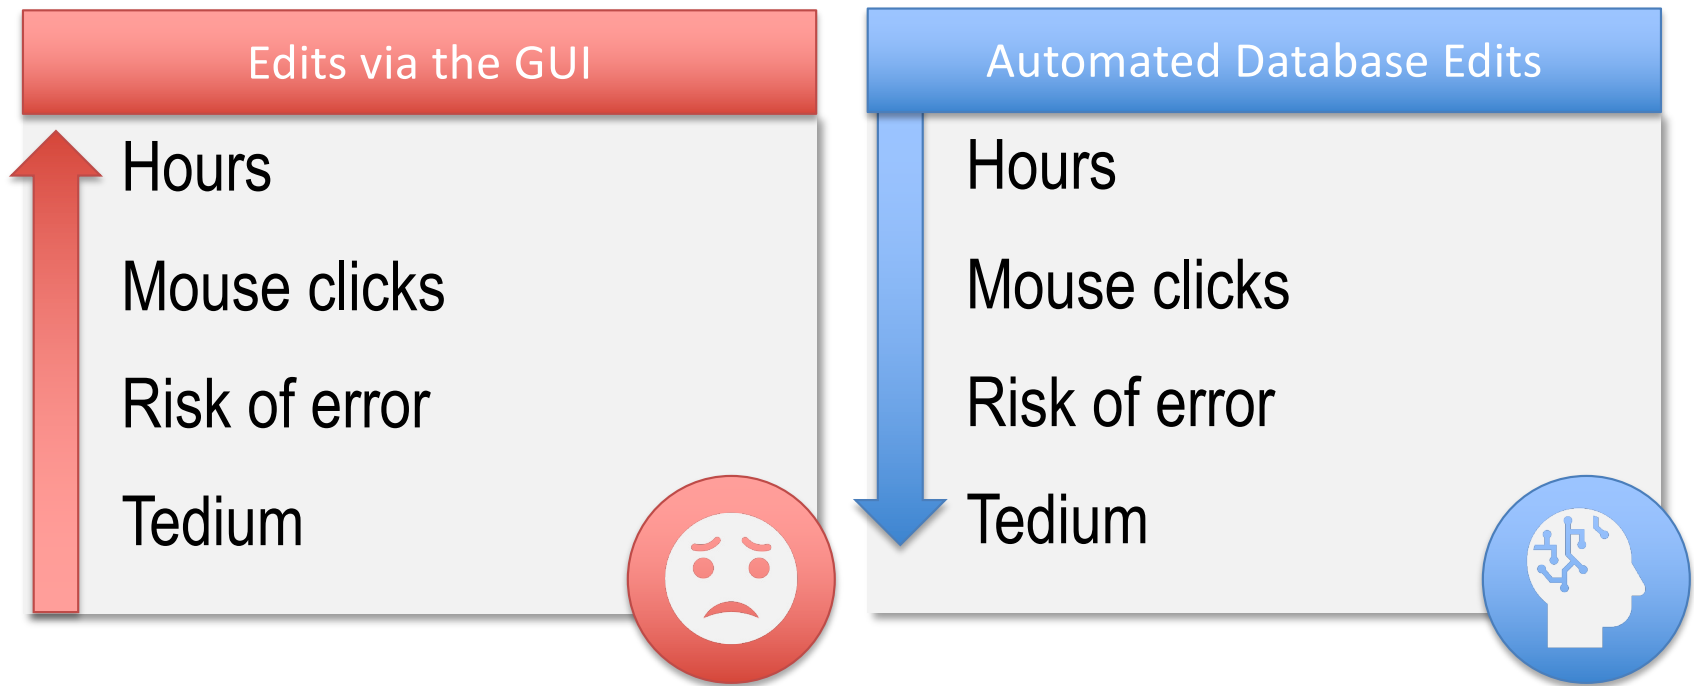 Edits via the GUI
Hours
Mouse clicks
Risk of error
Tedium
Automated Database Edits
Hours
Mouse clicks
Risk of error
Tedium